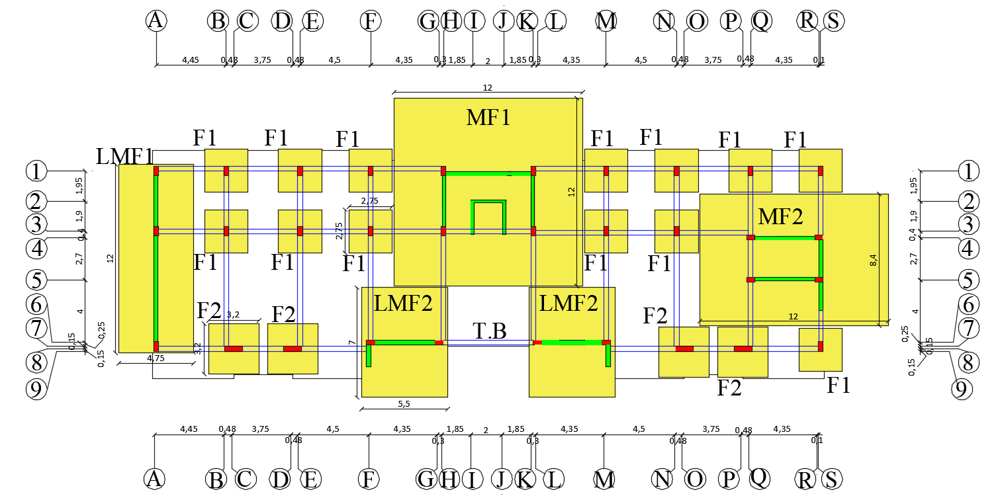 A B C D E F G H I J K L M N O P Q R S
4,45 0,48 3,75 0,48 4,5 4,35 0,3 1,85 2 1,85 0,3 4,35 4,5 0,48 3,75 0,48 4,35 0,1
12
MF1
F1 F1 F1 F1 F1 F1 F1
LMF1
1 1
1,95 1,95
2 12 2
1,9 2,75 MF2 1,9
3 2,75 3
0,4 0,4
4 4
2,7 12 F1 F1 F1 F1 F1 8,4 2,7
5 5
6 F2 F2 LMF2 LMF2 F2 6
4 3,2 12 4
7 0,25 T.B 0,25 7
0,15 3,2 7 0,15
8 0,15 4,75 0,15 8
9 F2 F1 9
5,5
4,45 0,48 3,75 0,48 4,5 4,35 0,3 1,85 2 1,85 0,3 4,35 4,5 0,48 3,75 0,48 4,35 0,1
A B C D E F G H I J K L M N O P Q R S